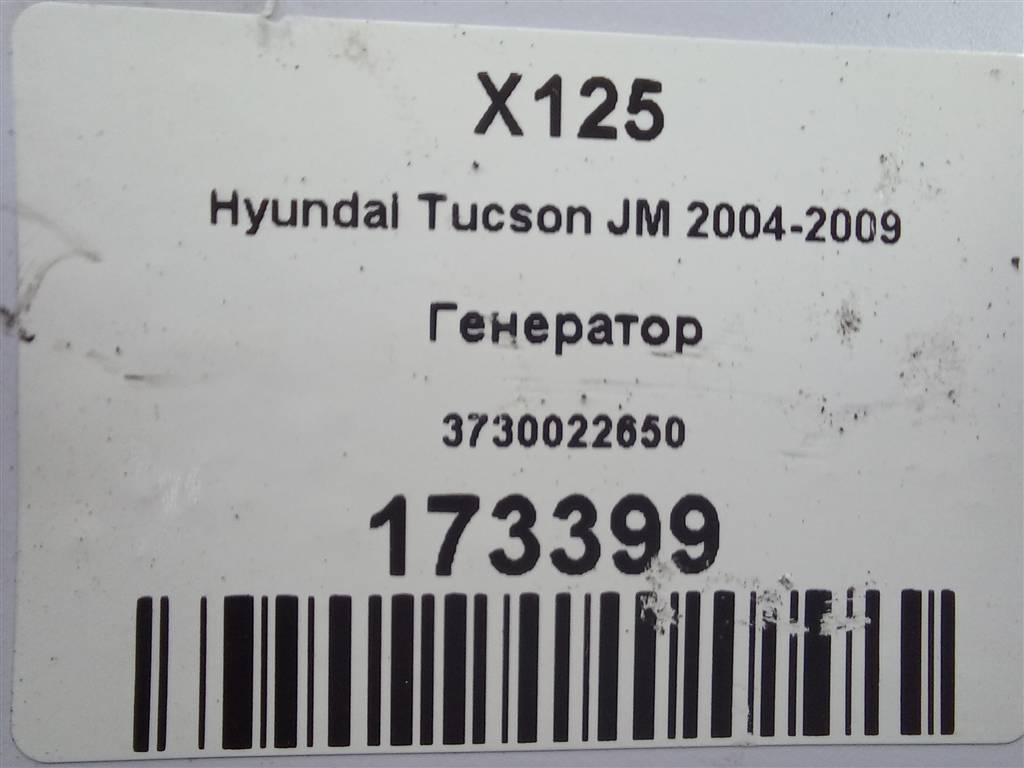 X125
Hyundai Tucson JM 2004-2009
Генератор
3730022650
173399